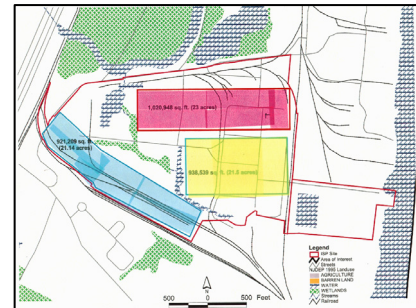 1,020,948 sq. ft. (23 acres)
921,209 sq. ft.
(21.14 acres)
936,539 sq. ft. (21.5 acres)
Legend
ISP Site
Area of Interest
Streets
NJDEP 1995 Landuse
AGRICULTURE
BARREN LAND
WATER
WETLANDS
Streams
Railroad
N
500 0 500 Feet